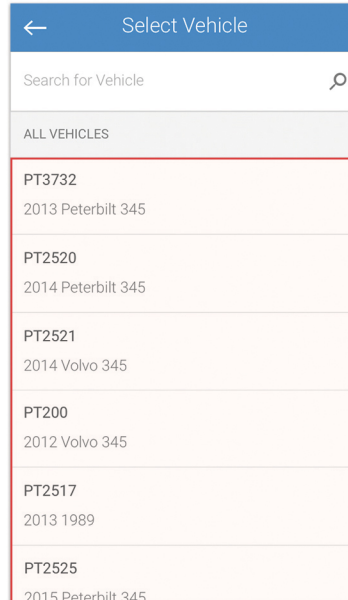 Select Vehicle
Search for Vehicle
ALL VEHICLES
PT3732
2013 Peterbilt 345
PT2520
2014 Peterbilt 345
PT2521
2014 Volvo 345
PT200
2012 Volvo 345
PT2517
2013 1989
PT2525
2015 Peterbilt 345